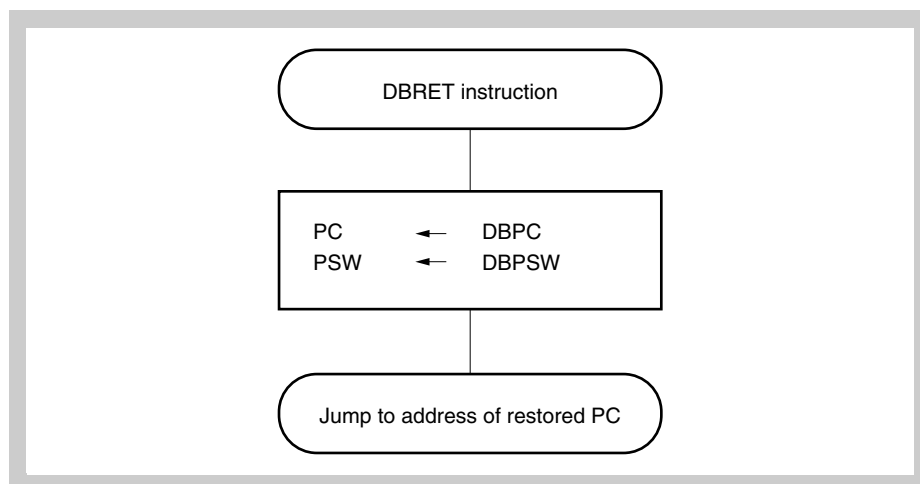 DBRET instruction
PC ← DBPC
PSW ← DBPSW
Jump to address of restored PC